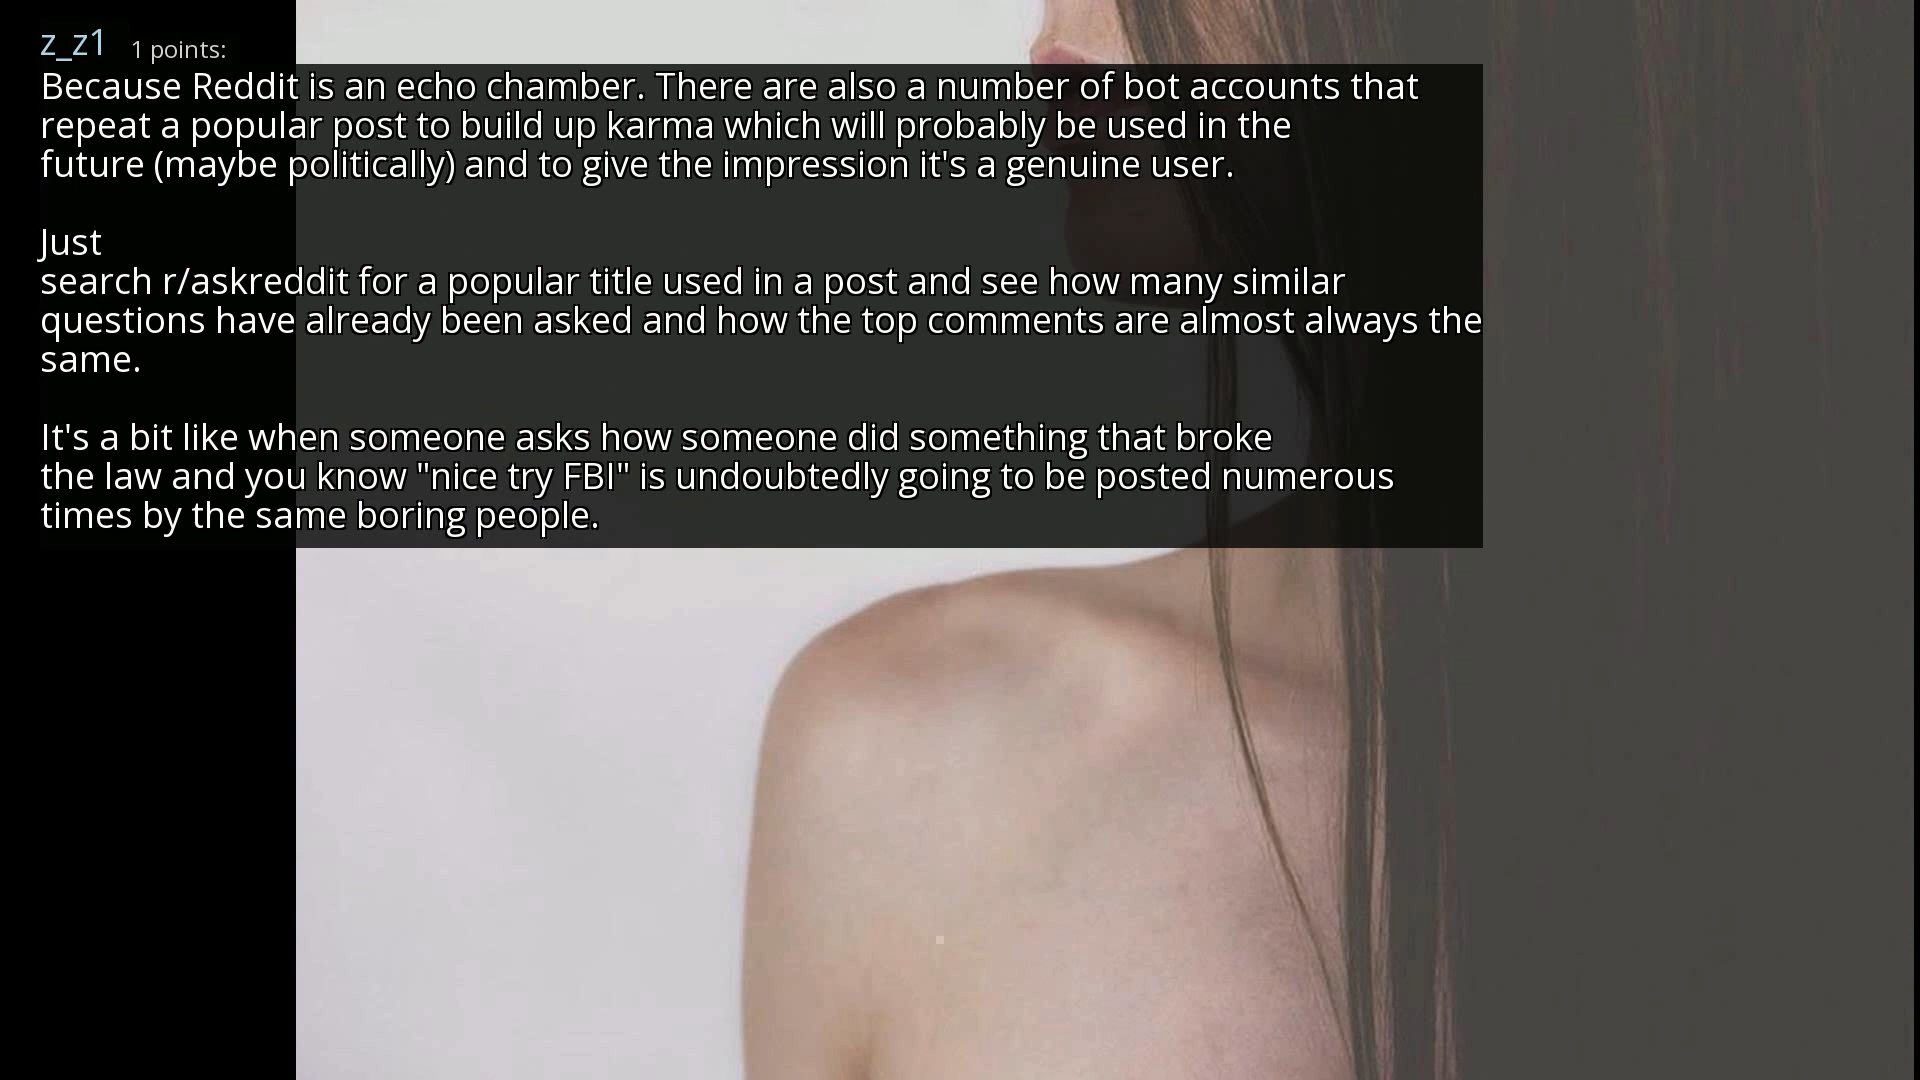 z_z1 1 points:
Because Reddit is an echo chamber. There are also a number of bot accounts that
repeat a popular post to build up karma which will probably be used in the
future (maybe politically) and to give the impression it's a genuine user.
Just
search r/askreddit for a popular title used in a post and see how many similar
questions have already been asked and how the top comments are almost always the
same.
It's a bit like when someone asks how someone did something that broke
the law and you know "nice try FBI" is undoubtedly going to be posted numerous
times by the same boring people.